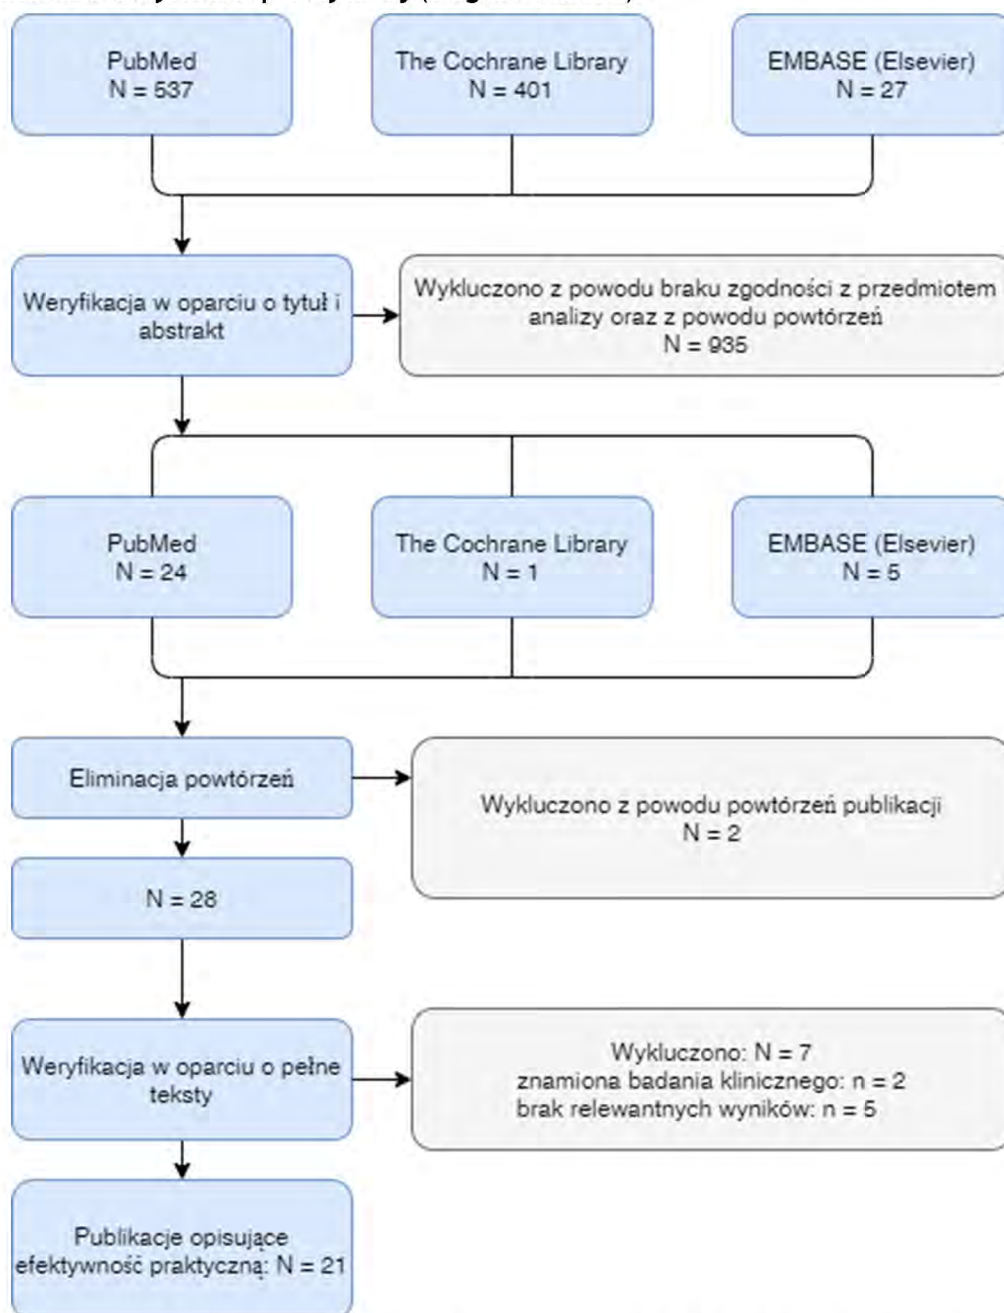 PubMed
N = 537
The Cochrane Library
N = 401
EMBASE (Elsevier)
N = 27
Weryfikacja w oparciu o tytuł i
abstrakt
Wykluczono z powodu braku zgodności z przedmiotem
analizy oraz z powodu powtórzeń
N = 935
PubMed
N = 24
The Cochrane Library
N = 1
EMBASE (Elsevier)
N = 5
Eliminacja powtórzeń
Wykluczono z powodu powtórzeń publikacji
N = 2
N = 28
Weryfikacja w oparciu o pełne
teksty
Wykluczono: N = 7
znamiona badania klinicznego: n = 2
brak relewantnych wyników: n = 5
Publikacje opisujące
efektywność praktyczną: N = 21